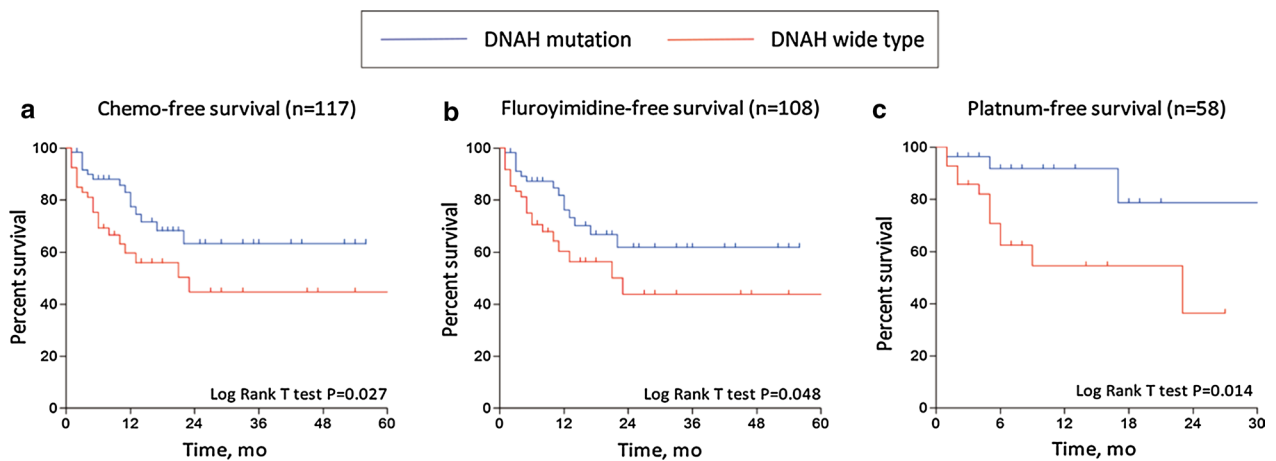 DNAH mutation
DNAH wide type
a
Chemo-free survival (n=117)
Percent survival
100
80
60
40
20
0
Log Rank T test P=0.027
0 12 24 36 48 60
Time, mo
b
Fluroyimidine-free survival (n=108)
Percent survival
100
80
60
40
20
0
Log Rank T test P=0.048
0 12 24 36 48 60
Time, mo
c
Platnum-free survival (n=58)
Percent survival
100
80
60
40
20
0
Log Rank T test P=0.014
0 6 12 18 24 30
Time, mo